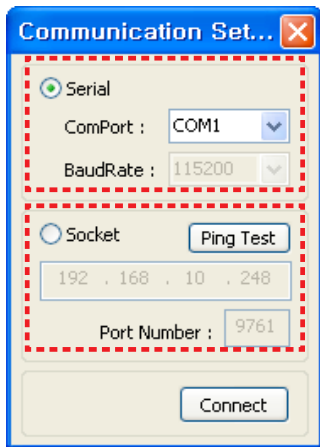 Communication Set...
Serial
ComPort : COM1
BaudRate : 115200
Socket Ping Test
192 . 168 . 10 . 248
Port Number : 9761
Connect